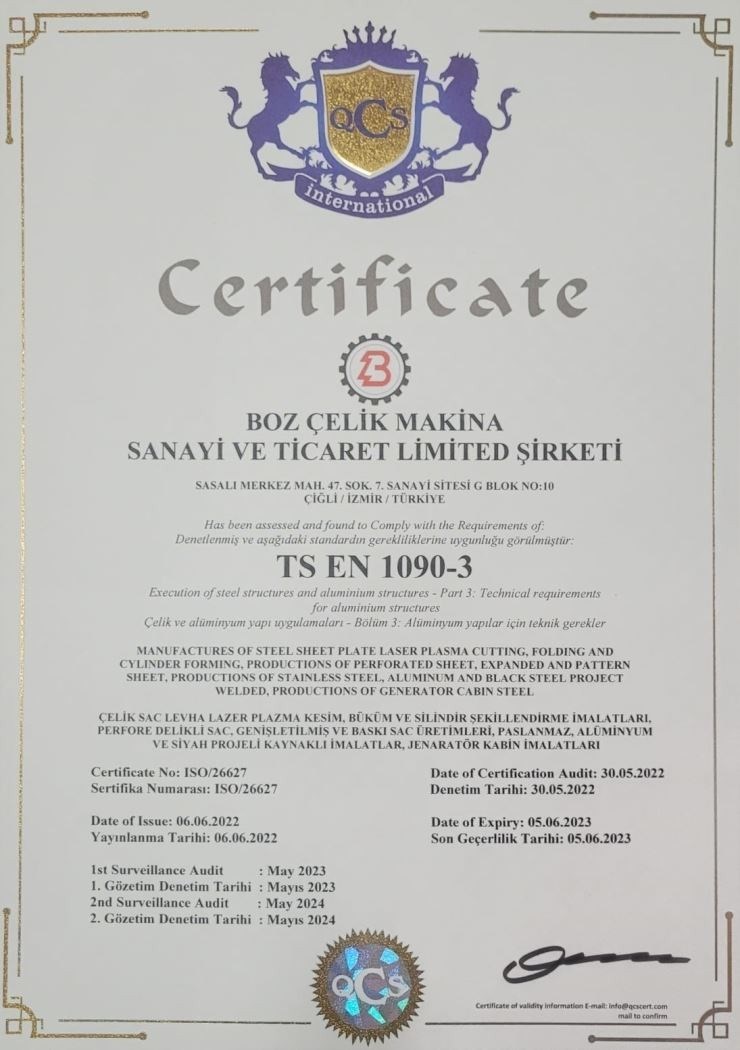 QCS
international
Certificate
B
BOZ ÇELİK MAKİNA
SANAYİ VE TİCARET LİMİTED ŞİRKETİ
SASALI MERKEZ MAH. 47. SOK. 7. SANAYİ SİTESİ G BLOK NO:10
ÇİĞLİ / İZMİR / TÜRKİYE
Has been assessed and found to Comply with the Requirements of:
Denetlenmiş ve aşağıdaki standardın gerekliliklerine uygunluğu görülmüştür:
TS EN 1090-3
Execution of steel structures and aluminium structures - Part 3: Technical requirements
for aluminium structures
Çelik ve alüminyum yapı uygulamaları - Bölüm 3: Alüminyum yapılar için teknik gerekler
MANUFACTURES OF STEEL SHEET PLATE LASER PLASMA CUTTING, FOLDING AND
CYLINDER FORMING, PRODUCTIONS OF PERFORATED SHEET, EXPANDED AND PATTERN
SHEET, PRODUCTIONS OF STAINLESS STEEL, ALUMINUM AND BLACK STEEL PROJECT
WELDED, PRODUCTIONS OF GENERATOR CABIN STEEL
ÇELİK SAC LEVHA LAZER PLAZMA KESİM, BÜKÜM VE SİLİNDİR ŞEKİLLENDİRME İMALATLARI,
PERFORE DELİKLİ SAC, GENİŞLETİLMİŞ VE BASKI SAC ÜRETİMLERİ, PASLANMAZ, ALÜMİNYUM
VE SİYAH PROJELİ KAYNAKLI İMALATLAR, JENARATÖR KABİN İMALATLARI
Certificate No: ISO/26627
Sertifika Numarası: ISO/26627
Date of Certification Audit: 30.05.2022
Denetim Tarihi: 30.05.2022
Date of Issue: 06.06.2022
Yayınlanma Tarihi: 06.06.2022
Date of Expiry: 05.06.2023
Son Geçerlilik Tarihi: 05.06.2023
1st Surveillance Audit : May 2023
1. Gözetim Denetim Tarihi : Mayıs 2023
2nd Surveillance Audit : May 2024
2. Gözetim Denetim Tarihi : Mayıs 2024
QCS
Certificate of validity information E-mail: info@qcscert.com
mail to confirm